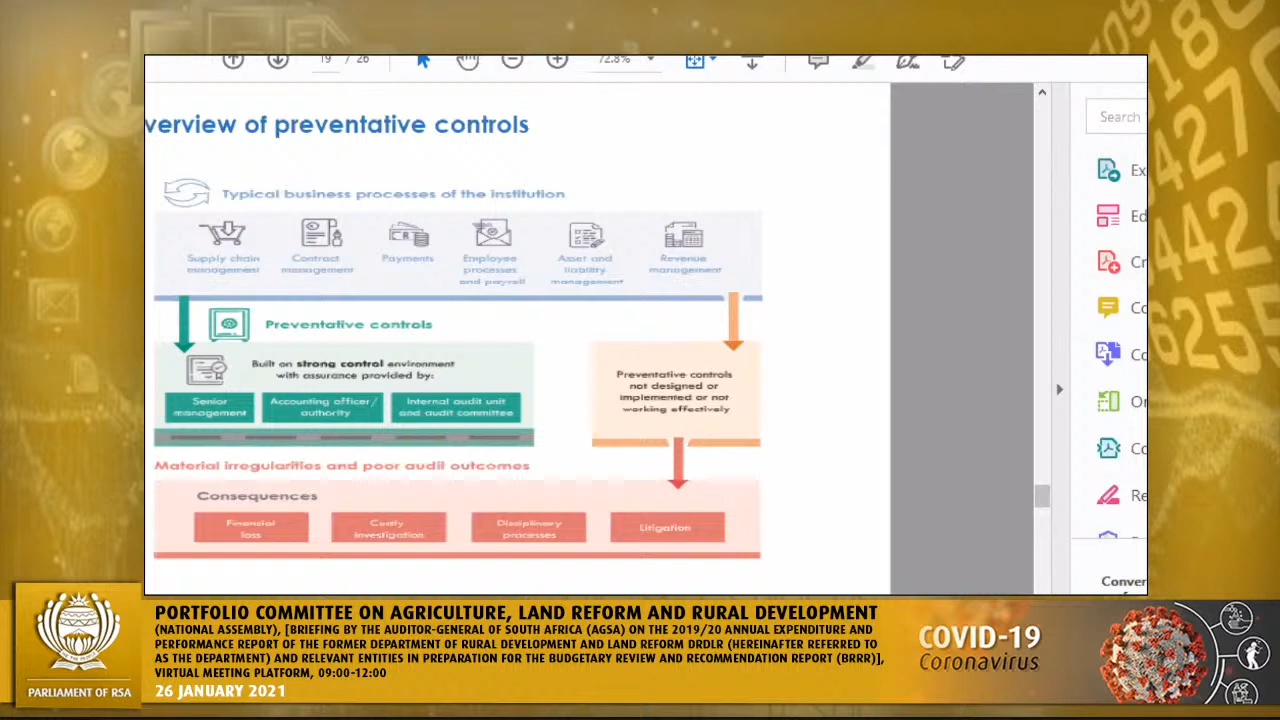 19 / 26
72.8%
verview of preventative controls
Search
Typical business processes of the institution
Supply chain
management
Contract
management
Payments
Employee
processes
and payroll
Asset and
liability
management
Revenue
management
Preventative controls
Built on strong control environment
with assurance provided by:
Senior
management
Accounting officer/
authority
Internal audit unit
and audit committee
Preventative controls
not designed or
implemented or not
working effectively
Material irregularities and poor audit outcomes
Consequences
Financial
loss
Costly
investigation
Disciplinary
processes
Litigation
Ex
Ed
Cr
Co
Co
Or
Co
Re
Conver
PARLIAMENT OF RSA
PORTFOLIO COMMITTEE ON AGRICULTURE, LAND REFORM AND RURAL DEVELOPMENT
(NATIONAL ASSEMBLY), [BRIEFING BY THE AUDITOR-GENERAL OF SOUTH AFRICA (AGSA) ON THE 2019/20 ANNUAL EXPENDITURE AND
PERFORMANCE REPORT OF THE FORMER DEPARTMENT OF RURAL DEVELOPMENT AND LAND REFORM DRDLR (HEREINAFTER REFERRED TO
AS THE DEPARTMENT) AND RELEVANT ENTITIES IN PREPARATION FOR THE BUDGETARY REVIEW AND RECOMMENDATION REPORT (BRRR)],
VIRTUAL MEETING PLATFORM, 09:00-12:00
26 JANUARY 2021
COVID-19
Coronavirus